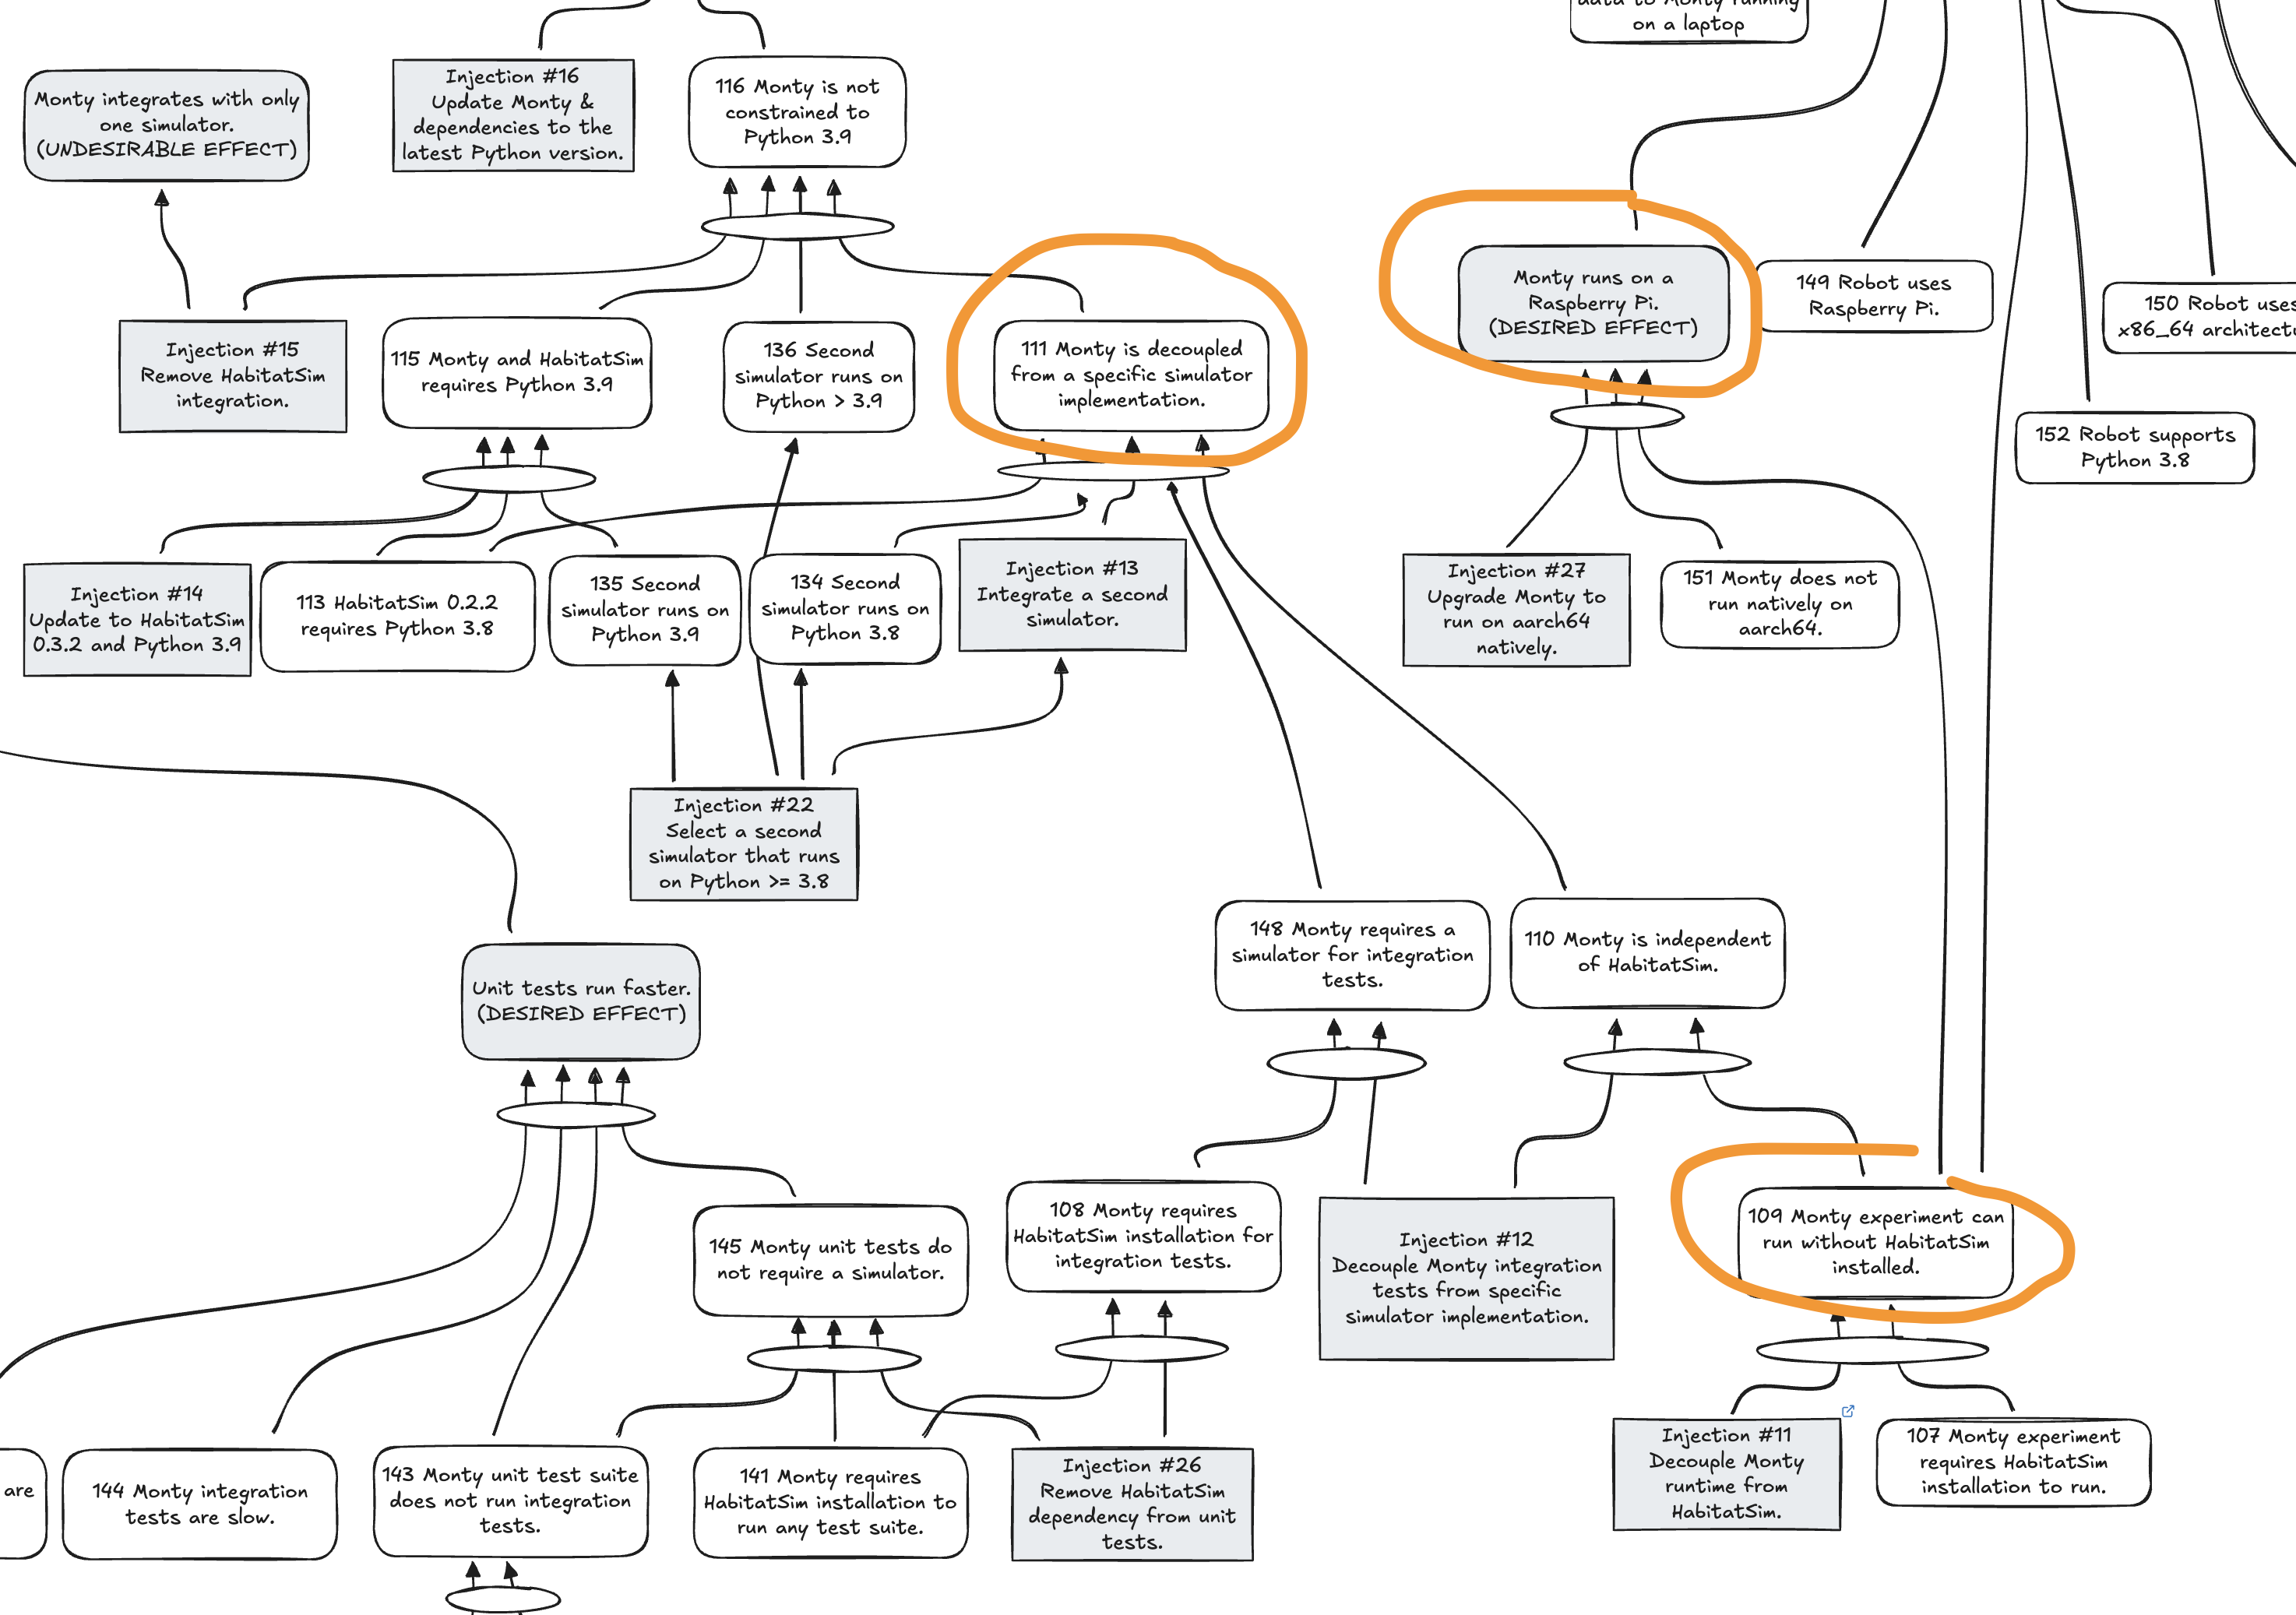 data to Monty running
on a laptop
Injection #16
Update Monty &
dependencies to the
latest Python version.
116 Monty is not
constrained to
Python 3.9
Monty integrates with only
one simulator.
(UNDESIRABLE EFFECT)
Monty runs on a
Raspberry Pi.
(DESIRED EFFECT)
149 Robot uses
Raspberry Pi.
150 Robot uses
x86_64
Injection #15
Remove HabitatSim
integration.
115 Monty and HabitatSim
requires Python 3.9
136 Second
simulator runs on
Python > 3.9
111 Monty is decoupled
from a specific simulator
implementation.
152 Robot supports
Python 3.8
Injection #14
Update to HabitatSim
0.3.2 and Python 3.9
113 HabitatSim 0.2.2
requires Python 3.8
135 Second
simulator runs on
Python 3.9
134 Second
simulator runs on
Python 3.8
Injection #13
Integrate a second
simulator.
Injection #27
Upgrade Monty to
run on aarch64
natively.
151 Monty does not
run natively on
aarch64.
Injection #22
Select a second
simulator that runs
on Python >= 3.8
148 Monty requires a
simulator for integration
tests.
110 Monty is independent
of HabitatSim.
Unit tests run faster.
(DESIRED EFFECT)
145 Monty unit tests do
not require a simulator.
108 Monty requires
HabitatSim installation for
integration tests.
Injection #12
Decouple Monty integration
tests from specific
simulator implementation.
109 Monty experiment can
run without HabitatSim
installed.
are
144 Monty integration
tests are slow.
143 Monty unit test suite
does not run integration
tests.
141 Monty requires
HabitatSim installation to
run any test suite.
Injection #26
Remove HabitatSim
dependency from unit
tests.
Injection #11
Decouple Monty
runtime from
HabitatSim.
107 Monty experiment
requires HabitatSim
installation to run.